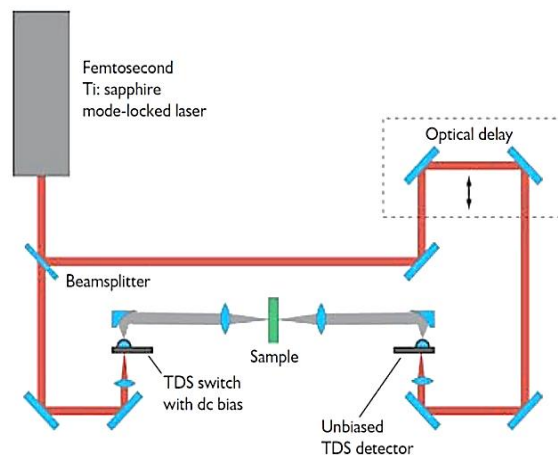 Femtosecond
Ti: sapphire
mode-locked laser
Optical delay
Beamsplitter
Sample
TDS switch
with dc bias
Unbiased
TDS detector